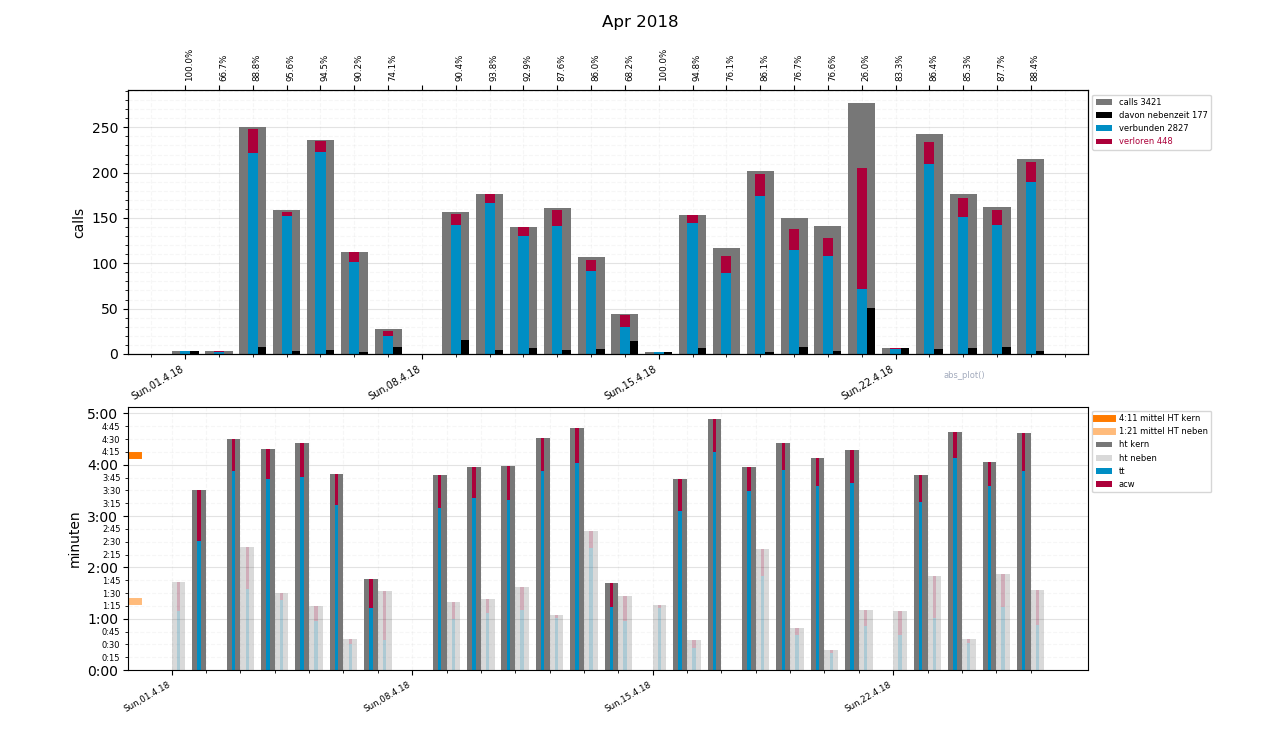 Apr 2018
100.0% 66.7% 88.8% 95.6% 94.5% 90.2% 74.1% 90.4% 93.8% 92.9% 87.6% 86.0% 68.2% 100.0% 94.8% 76.1% 86.1% 76.7% 76.6% 26.0% 83.3% 86.4% 85.3% 87.7% 88.4%
calls
250
200
150
100
50
0
Sun,01.4.18 Sun,08.4.18 Sun,15.4.18 Sun,22.4.18
abs_plot()
calls 3421
davon nebenzeit 177
verbunden 2827
verloren 448
minuten
5:00
4:45
4:30
4:15
4:00
3:45
3:30
3:15
3:00
2:45
2:30
2:15
2:00
1:45
1:30
1:15
1:00
0:45
0:30
0:15
0:00
Sun,01.4.18 Sun,08.4.18 Sun,15.4.18 Sun,22.4.18
4:11 mittel HT kern
1:21 mittel HT neben
ht kern
ht neben
tt
acw